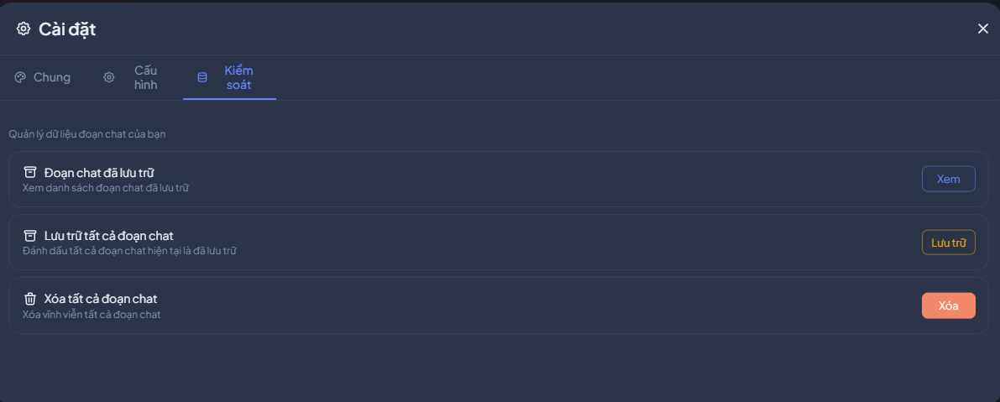 Cài đặt
Chung
Cấu
hình
Kiểm
soát
Quản lý dữ liệu đoạn chat của bạn
Đoạn chat đã lưu trữ
Xem danh sách đoạn chat đã lưu trữ
Xem
Lưu trữ tất cả đoạn chat
Đánh dấu tất cả đoạn chat hiện tại là đã lưu trữ
Lưu trữ
Xóa tất cả đoạn chat
Xóa vĩnh viễn tất cả đoạn chat
Xóa